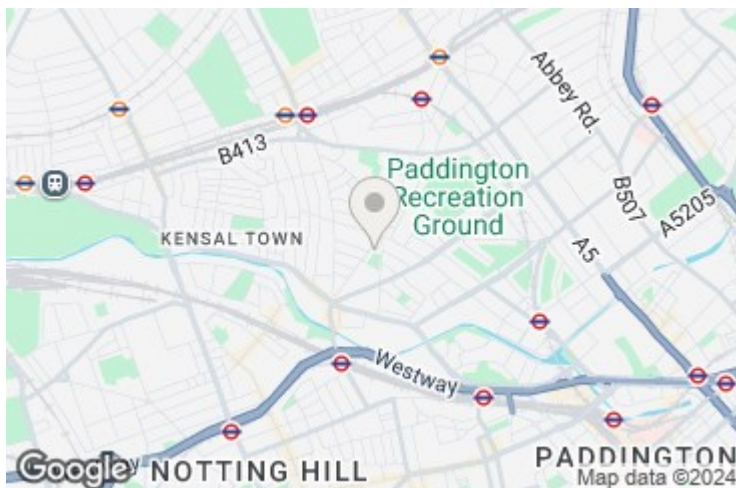 Abbey Rd.
B413
Paddington
Recreation
Ground
B507
A5205
KENSAL TOWN
A5
Westway
PADDINGTON
Google
NOTTING HILL
Map data ©2024